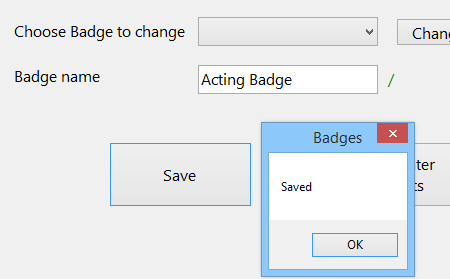 Choose Badge to change
Badge name
Acting Badge
/
Save
Badges
Saved
OK